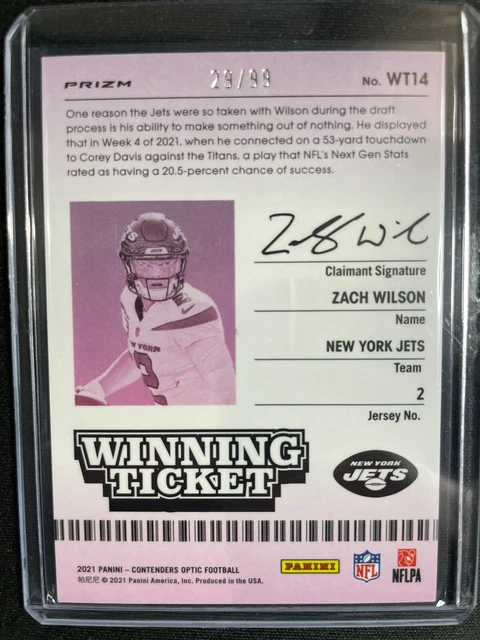 PRIZM
29/99
No. WT14
One reason the Jets were so taken with Wilson during the draft
process is his ability to make something out of nothing. He displayed
that in Week 4 of 2021, when he connected on a 53-yard touchdown
to Corey Davis against the Titans, a play that NFL's Next Gen Stats
rated as having a 20.5-percent chance of success.
JETS
NEW YORK
2
Claimant Signature
ZACH WILSON
Name
NEW YORK JETS
Team
2
Jersey No.
WINNING
TICKET
NEW YORK
JETS
2021 PANINI – CONTENDERS OPTIC FOOTBALL
帕尼尼 © 2021 Panini America, Inc. Produced in the USA.
PANINI
NFL
NFLPA